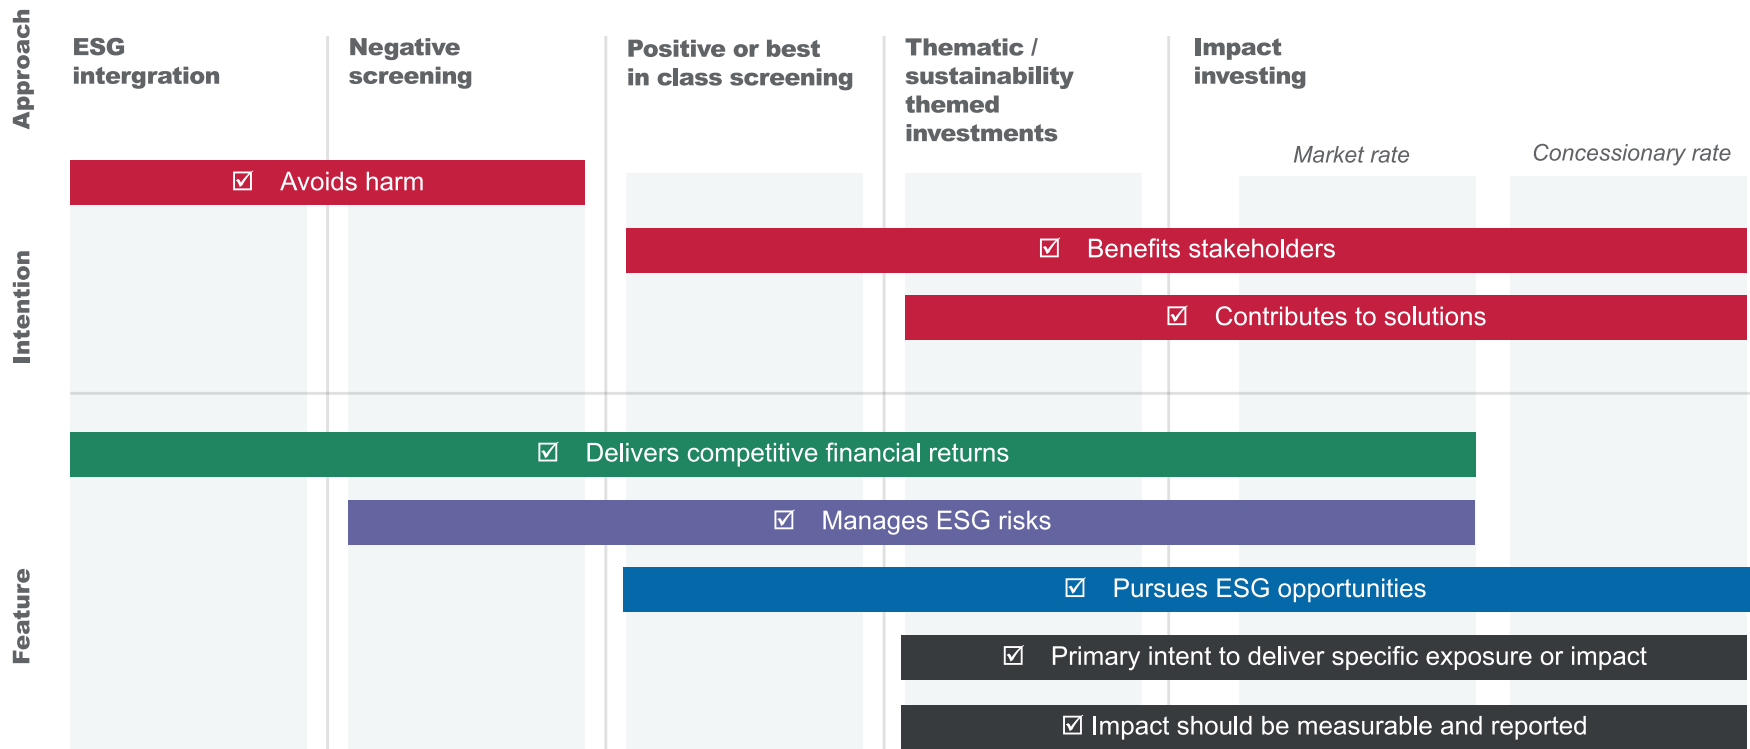 Approach
ESG
intergration
Negative
screening
Positive or best
in class screening
Thematic /
sustainability
themed
investments
Impact
investing
Market rate
Concessionary rate
Intention
☑ Avoids harm
☑ Benefits stakeholders
☑ Contributes to solutions
Feature
☑ Delivers competitive financial returns
☑ Manages ESG risks
☑ Pursues ESG opportunities
☑ Primary intent to deliver specific exposure or impact
☑ Impact should be measurable and reported